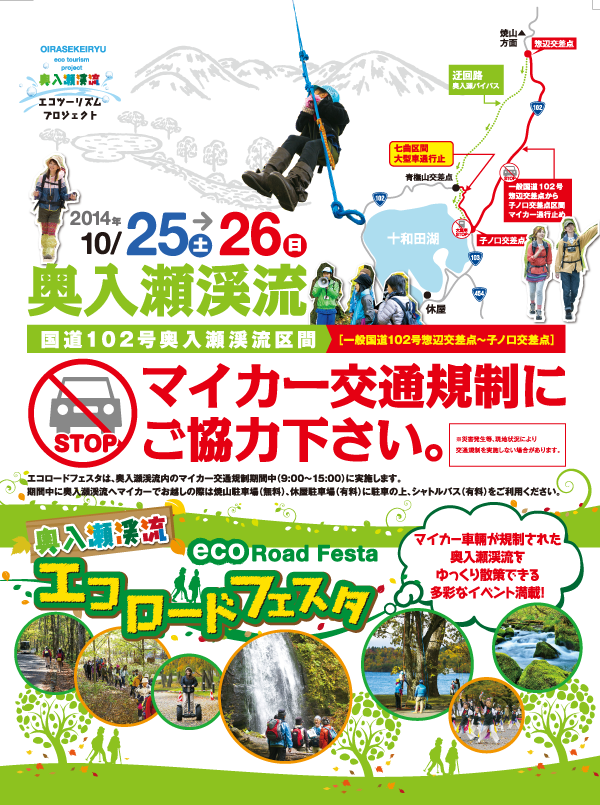 OIRASEKEIRYU
eco tourism
project
奥入瀬渓流
エコツーリズム
プロジェクト
焼山▲
方面
惣辺交差点
迂回路
奥入瀬バイパス
102
七曲区間
大型車通行止
青橅山交差点
STOP
一般国道102号
惣辺交差点から
子ノ口交差点区間
マイカー通行止め
102
大型車
STOP
子ノ口交差点
十和田湖
103
454
休屋
2014年
10/25土→26日
奥入瀬渓流
国道102号奥入瀬渓流区間
[一般国道102号惣辺交差点〜子ノ口交差点]
STOP
マイカー交通規制に
ご協力下さい。
※災害発生等、現地状況により
交通規制を実施しない場合があります。
エコロードフェスタは、奥入瀬渓流内のマイカー交通規制期間中(9:00〜15:00)に実施します。
期間中に奥入瀬渓流へマイカーでお越しの際は焼山駐車場(無料)、休屋駐車場(有料)に駐車の上、シャトルバス(有料)をご利用ください。
奥入瀬渓流
eco Road Festa
エコロードフェスタ
マイカー車輛が規制された
奥入瀬渓流を
ゆっくり散策できる
多彩なイベント満載!